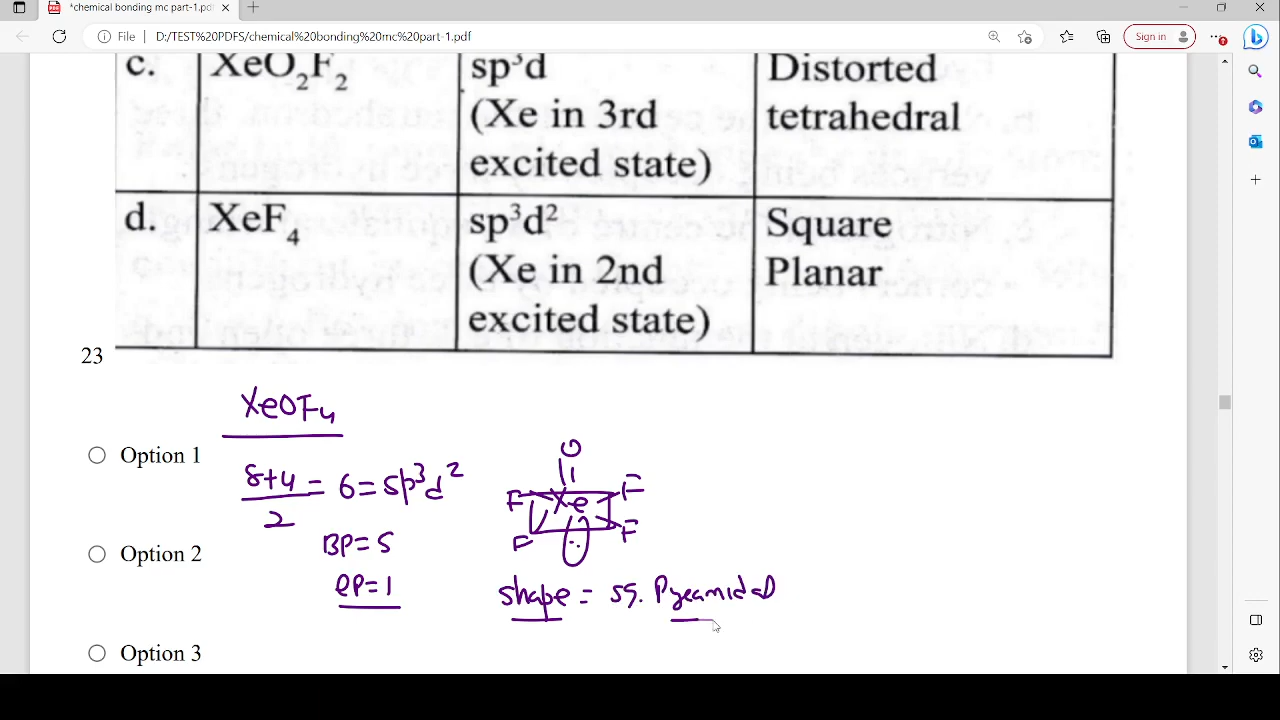 *chemical bonding mc part-1.pd
File D:/TEST%20PDFS/chemical%20bonding%20mc%20part-1.pdf Sign in
c. XeO₂F₂ sp³d Distorted
(Xe in 3rd tetrahedral
excited state)
d. XeF₄ sp³d² Square
(Xe in 2nd Planar
excited state)
23
XeOF₄
Option 1
8+4/2 = 6 = sp³d²
O
F Xe F
F F
BP=5
Option 2
lP=1
shape = sq. Pyramidal
Option 3